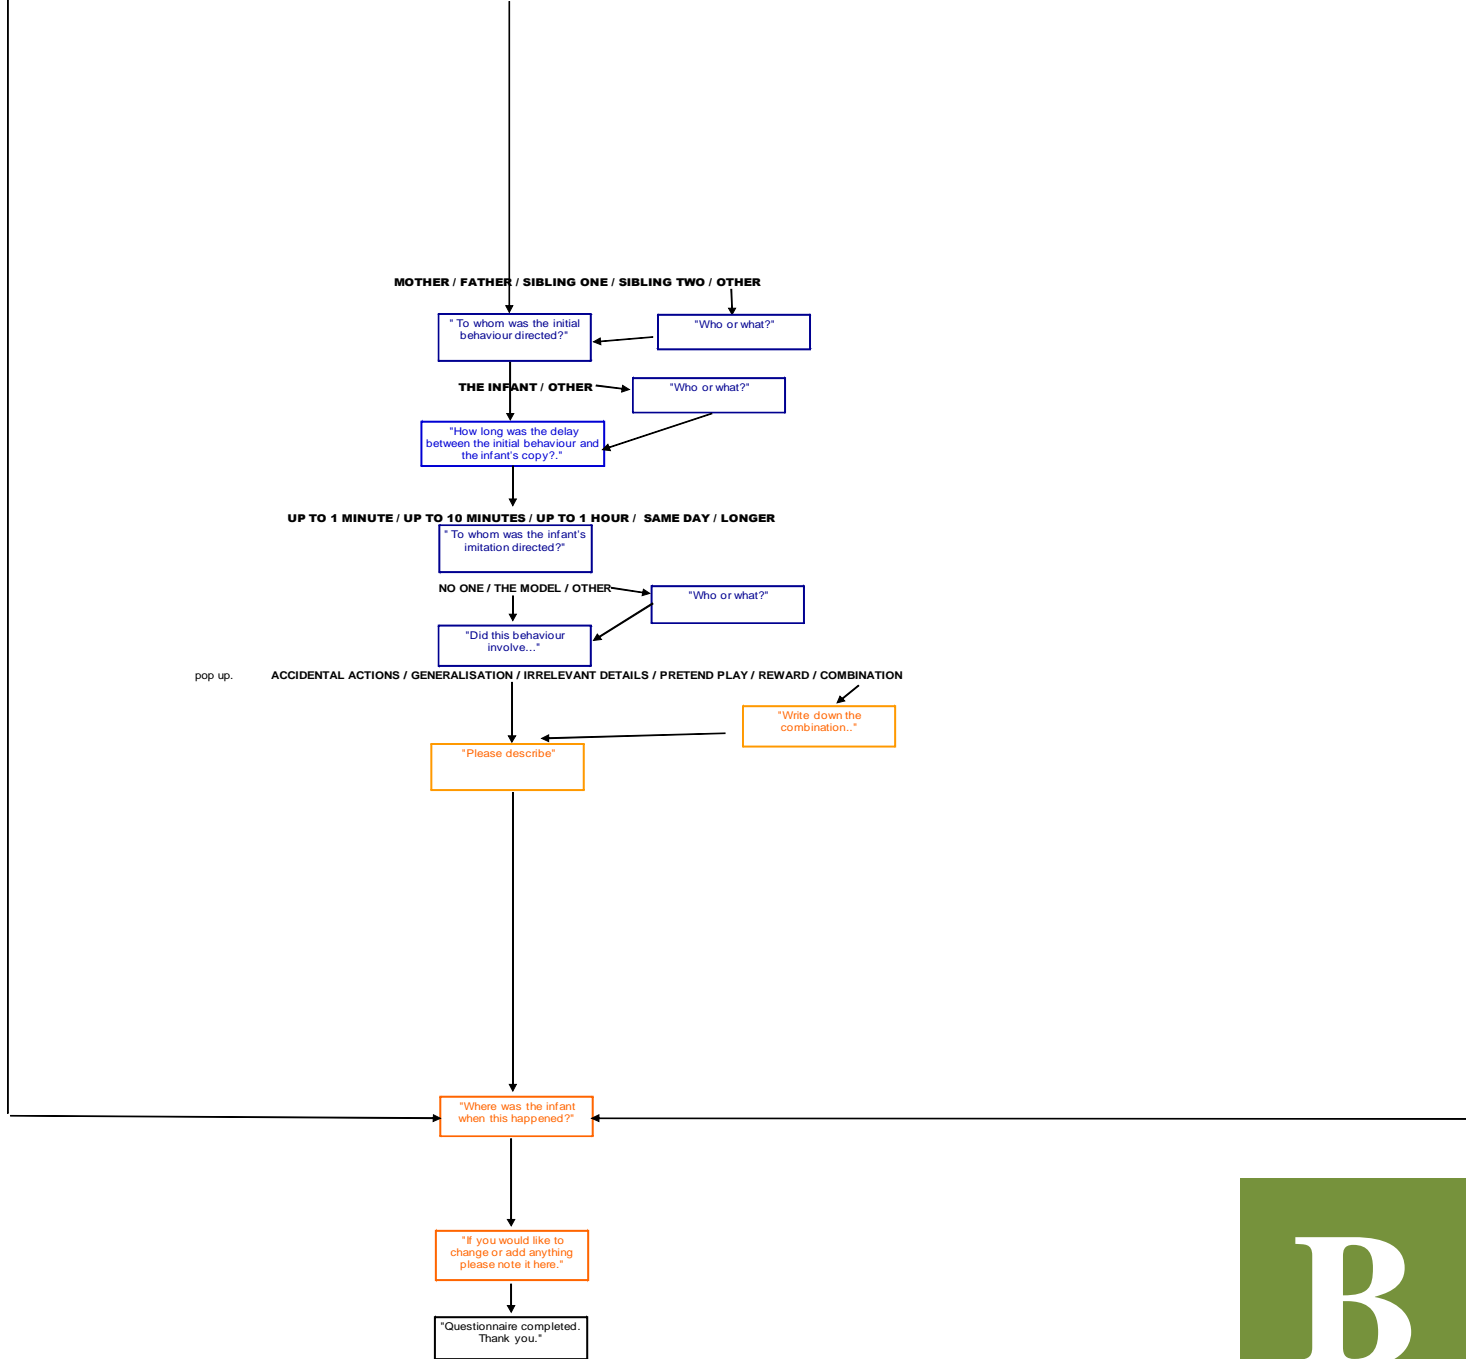 MOTHER / FATHER / SIBLING ONE / SIBLING TWO / OTHER
" To whom was the initial
behaviour directed?"
"Who or what?"
THE INFANT / OTHER
"Who or what?"
"How long was the delay
between the initial behaviour and
the infant's copy?."
UP TO 1 MINUTE / UP TO 10 MINUTES / UP TO 1 HOUR / SAME DAY / LONGER
" To whom was the infant's
imitation directed?"
NO ONE / THE MODEL / OTHER
"Who or what?"
"Did this behaviour
involve..."
pop up.
ACCIDENTAL ACTIONS / GENERALISATION / IRRELEVANT DETAILS / PRETEND PLAY / REWARD / COMBINATION
"Write down the
combination.."
"Please describe"
"Where was the infant
when this happened?"
"If you would like to
change or add anything
please note it here."
"Questionnaire completed.
Thank you."
B